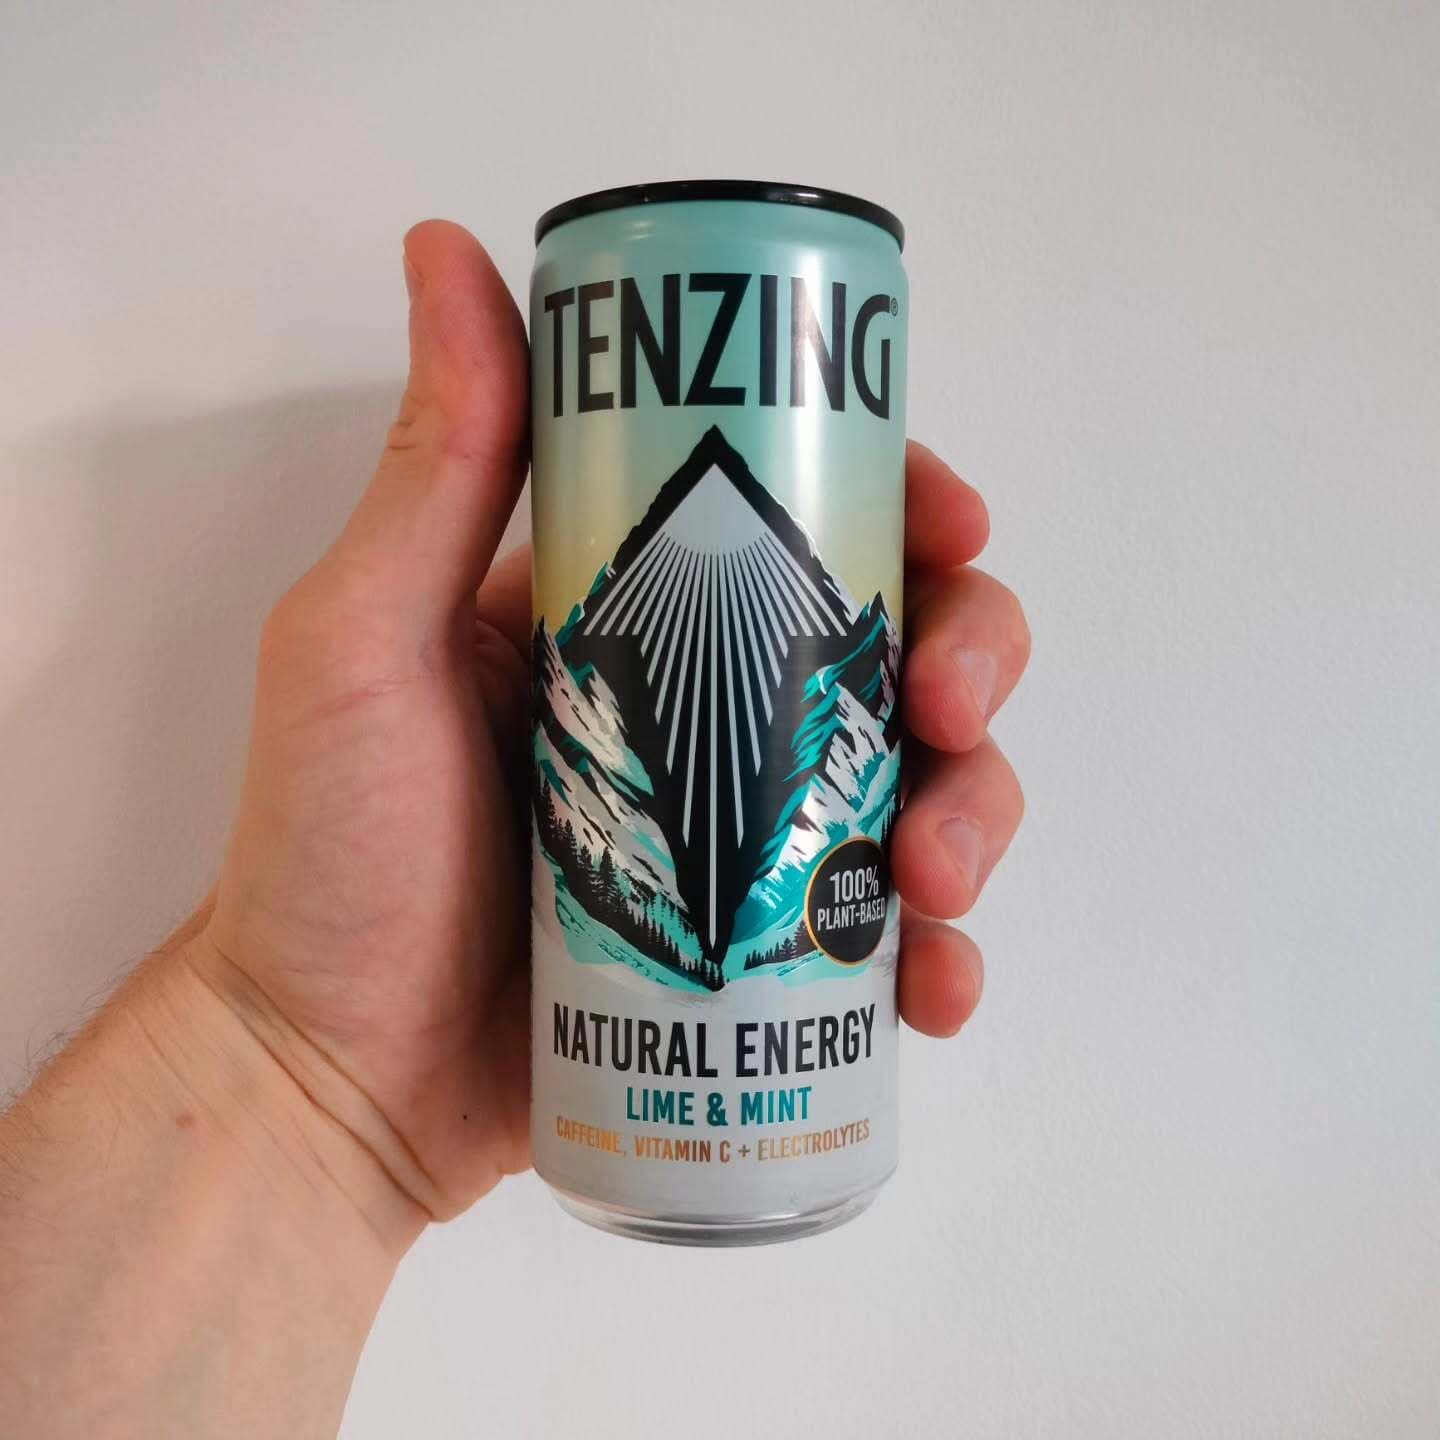 TENZING®
100%
PLANT-BASED
NATURAL ENERGY
LIME & MINT
CAFFEINE, VITAMIN C + ELECTROLYTES